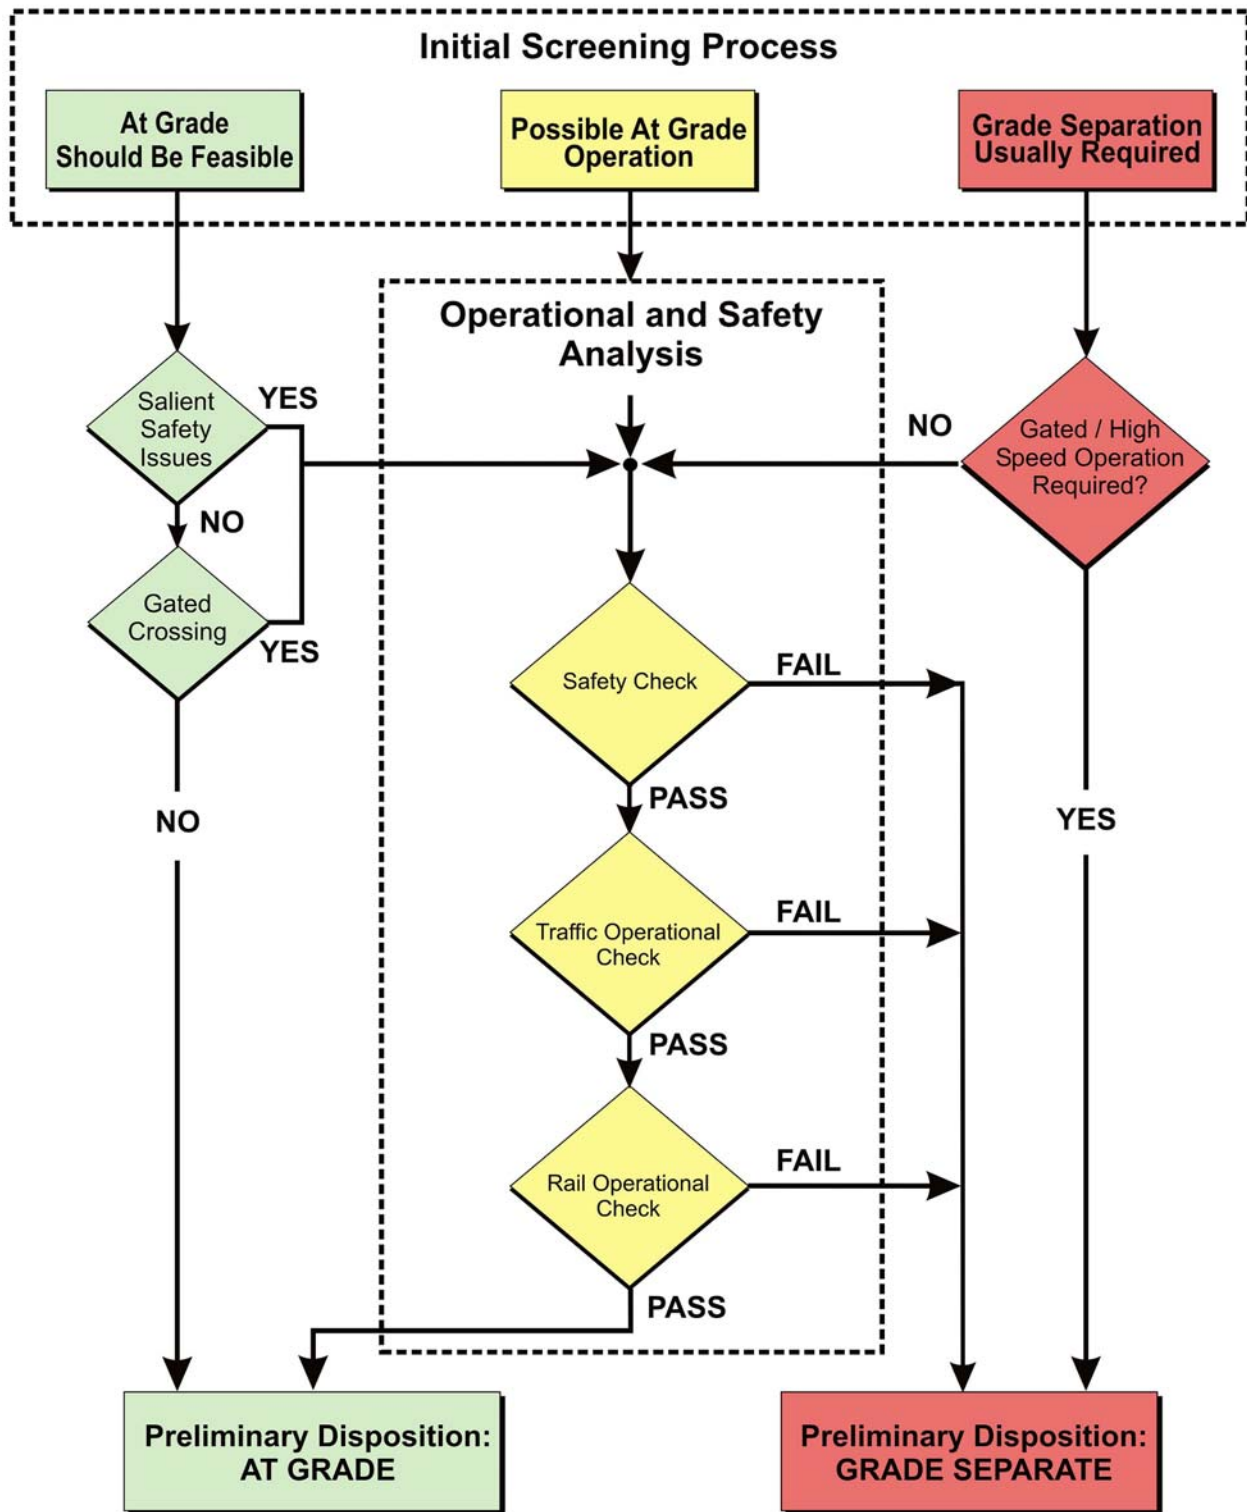 Initial Screening Process
At Grade
Should Be Feasible
Possible At Grade
Operation
Grade Separation
Usually Required
Operational and Safety
Analysis
Salient
Safety
Issues
YES
NO
Gated
Crossing
YES
NO
NO
Gated / High
Speed Operation
Required?
YES
Safety Check
FAIL
PASS
Traffic Operational
Check
FAIL
PASS
Rail Operational
Check
FAIL
PASS
Preliminary Disposition:
AT GRADE
Preliminary Disposition:
GRADE SEPARATE